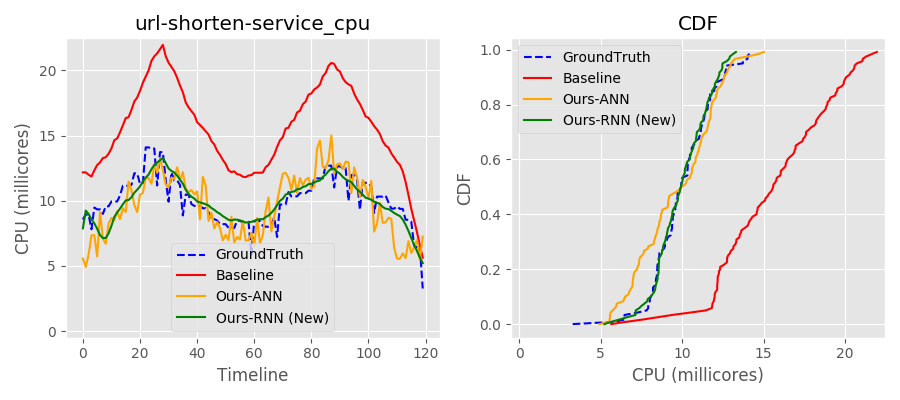 url-shorten-service_cpu
CPU (millicores)
20
15
10
5
0
GroundTruth
Baseline
Ours-ANN
Ours-RNN (New)
0 20 40 60 80 100 120
Timeline
CDF
CDF
1.0
0.8
0.6
0.4
0.2
0.0
GroundTruth
Baseline
Ours-ANN
Ours-RNN (New)
0 5 10 15 20
CPU (millicores)